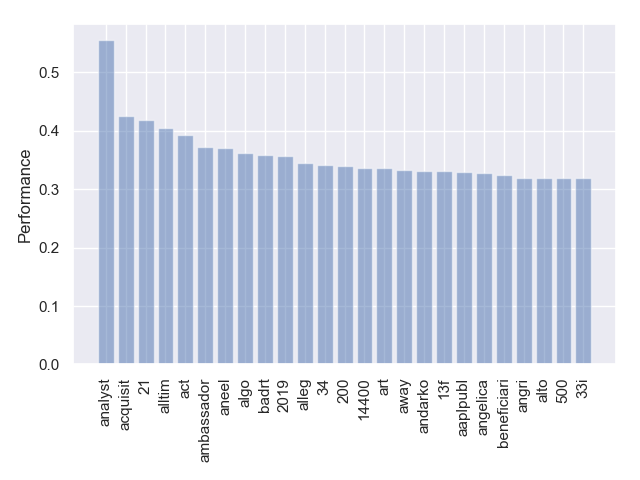 0.5
0.4
0.3
0.2
0.1
0.0
Performance
analyst
acquisit
21
alltim
act
ambassador
aneel
algo
badrt
2019
alleg
34
200
14400
art
away
andarko
13f
aaplpubl
angelica
beneficiari
angri
alto
500
33i